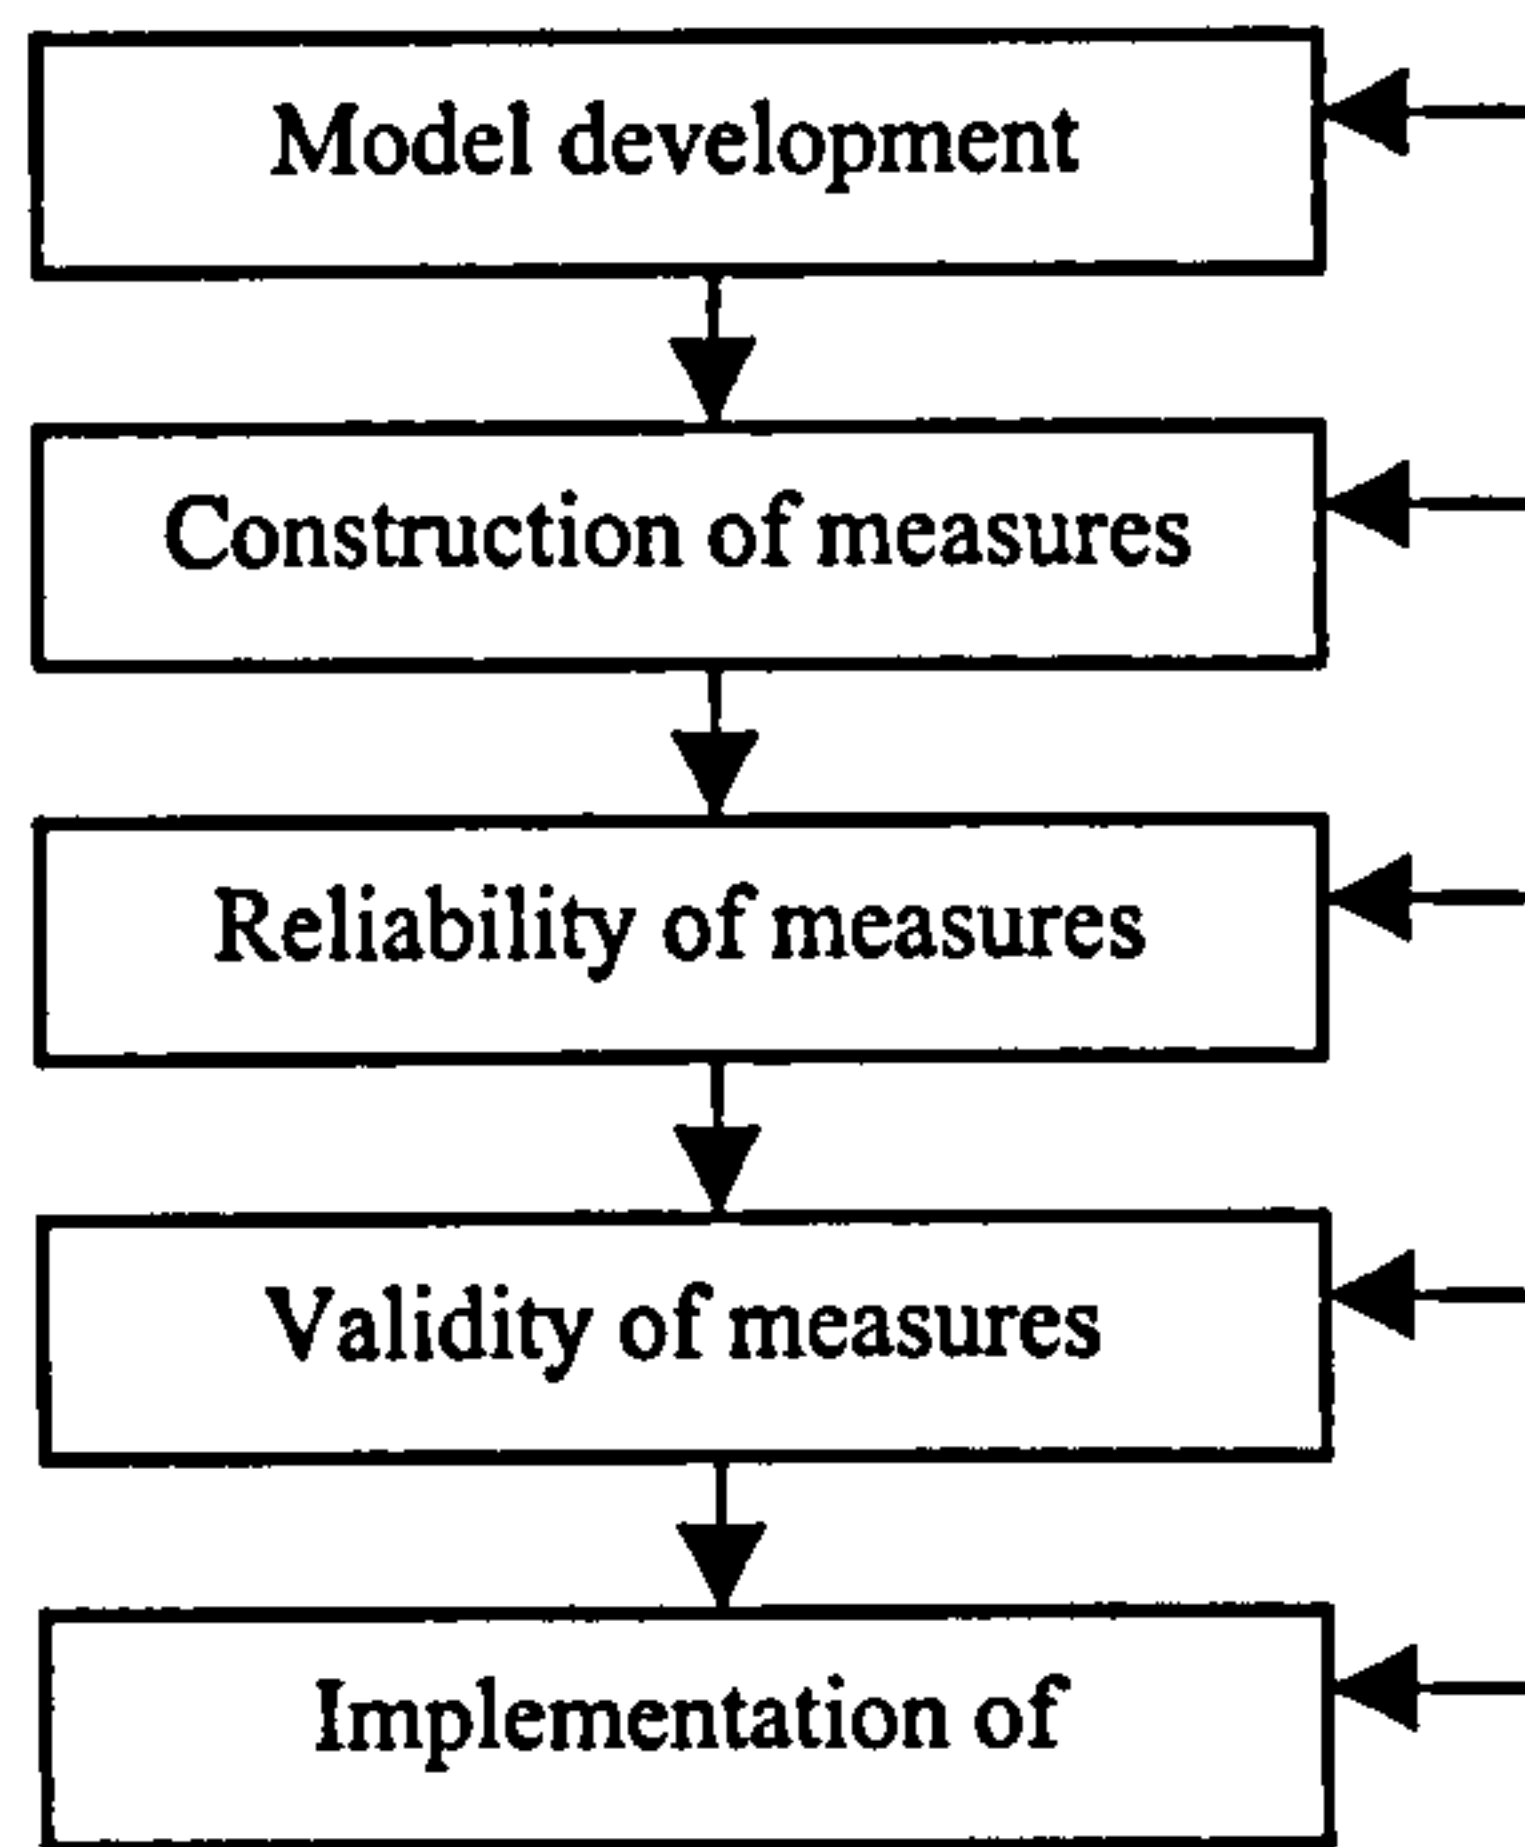 Model development
Construction of measures
Reliability of measures
Validity of measures
Implementation of